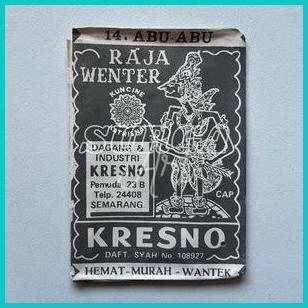 14. ABU-ABU
RAJA
WENTER
KUNCINE
DAGANG &
INDUSTRI
KRESNO
Pemuda 23 B
Telp. 24408
SEMARANG
CAP
KRESNO
DAFT. SYAH No. 108927
HEMAT-MURAH-WANTEK